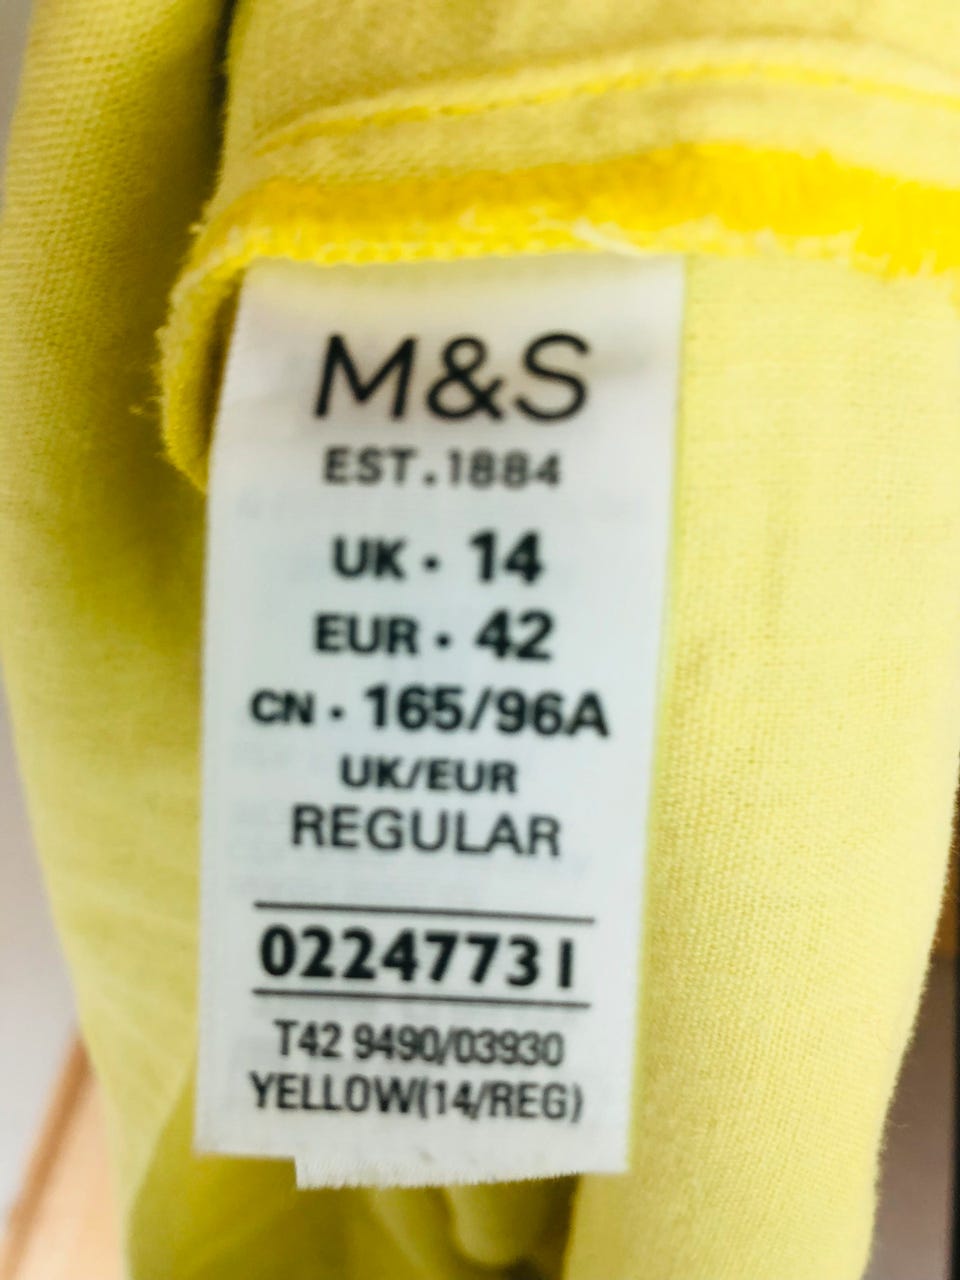 M&S
EST.1884
UK · 14
EUR · 42
CN · 165/96A
UK/EUR
REGULAR
02247731
T42 9490/03930
YELLOW(14/REG)